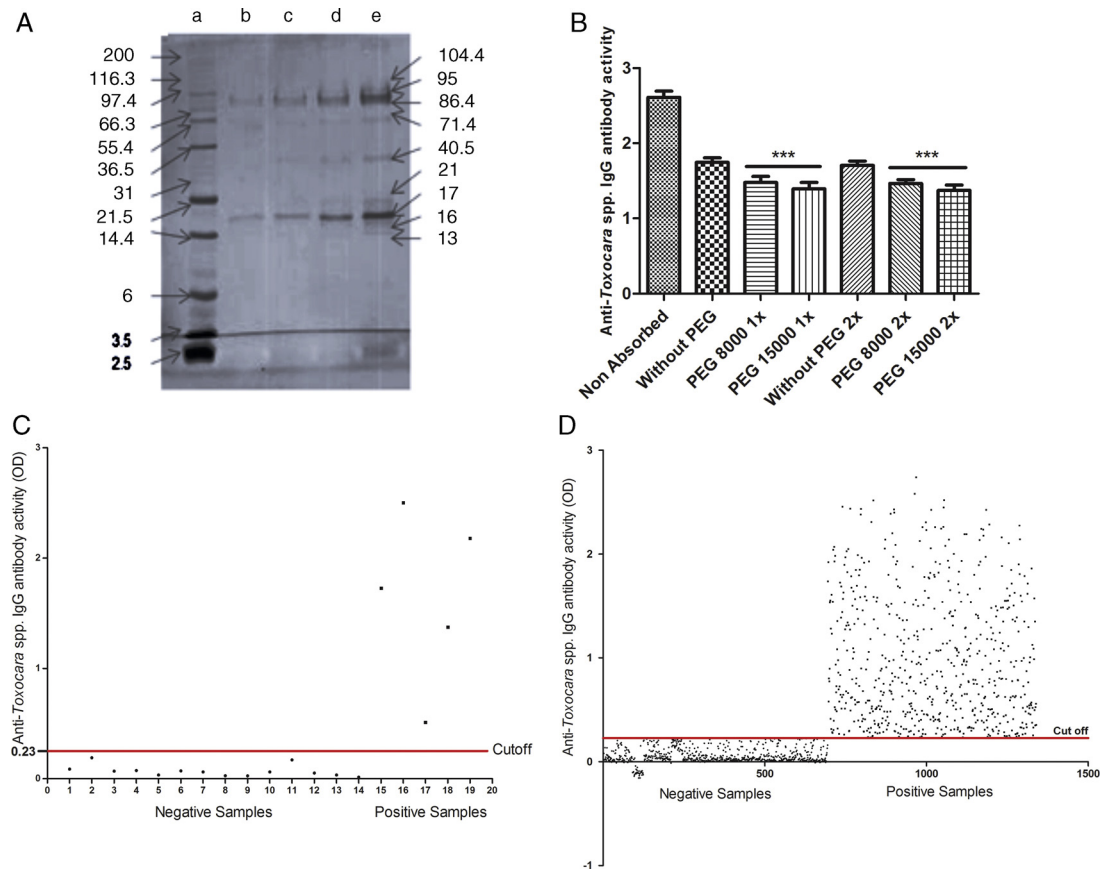 A
a b c d e
200
116.3
97.4
66.3
55.4
36.5
31
21.5
14.4
6
3.5
2.5
104.4
95
86.4
71.4
40.5
21
17
16
13
B
Anti-Toxocara spp. IgG antibody activity
3
2
1
0
***
***
Non Absorbed
Without PEG
PEG 8000 1x
PEG 15000 1x
Without PEG 2x
PEG 8000 2x
PEG 15000 2x
C
Anti-Toxocara spp. IgG antibody activity (OD)
3
2
1
0.23
0
Cutoff
0 1 2 3 4 5 6 7 8 9 10 11 12 13 14 15 16 17 18 19 20
Negative Samples Positive Samples
D
Anti-Toxocara spp. IgG antibody activity (OD)
3
2
1
0
-1
Cut off
500 1000 1500
Negative Samples Positive Samples